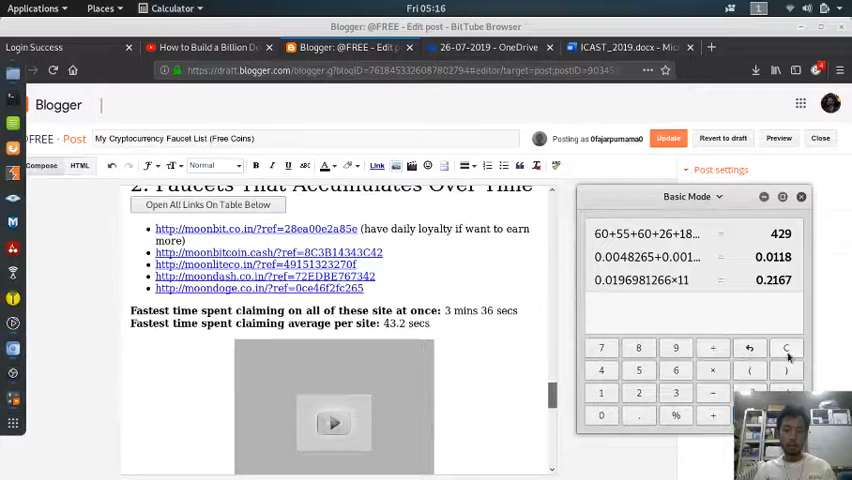 Applications Places Calculator Fri 05:16 1
Blogger: @FREE - Edit post - BitTube Browser
Login Success × How to Build a Billion Do × Blogger: @FREE - Edit p × 26-07-2019 - OneDrive × ICAST_2019.docx - Micr ×
https://draft.blogger.com/blogger.g?blogID=7618453326087802794#editor/target=post;postID=90345
Blogger
@FREE · Post My Cryptocurrency Faucet List (Free Coins) Posting as 0fajarpurnama0 Update Revert to draft Preview Close
Compose HTML Normal B I U ABC A Link
Post settings
2. Faucets That Accumulates Over Time
Open All Links On Table Below
http://moonbit.co.in/?ref=28ea00e2a85e (have daily loyalty if want to earn
more)
http://moonbitcoin.cash/?ref=8C3B14343C42
http://moonliteco.in/?ref=49151323270f
http://moondash.co.in/?ref=72EDBE767342
http://moondoge.co.in/?ref=0ce46f2fc265
Fastest time spent claiming on all of these site at once: 3 mins 36 secs
Fastest time spent claiming average per site: 43.2 secs
Basic Mode
60+55+60+26+18... = 429
0.0048265+0.001... = 0.0118
0.0196981266×11 = 0.2167
7 8 9 ÷ C
4 5 6 × ( )
1 2 3 −
0 . % +